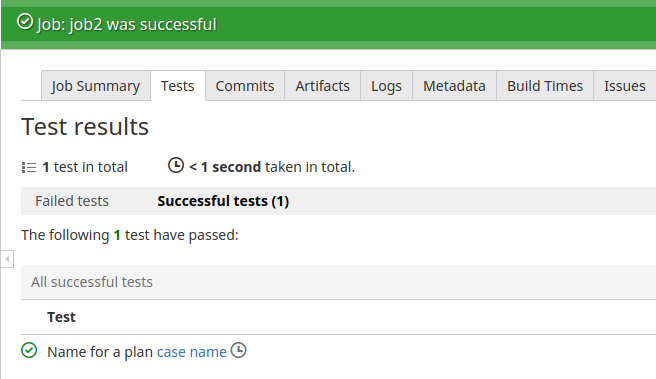 Job: job2 was successful
Job Summary Tests Commits Artifacts Logs Metadata Build Times Issues
Test results
1 test in total < 1 second taken in total.
Failed tests Successful tests (1)
The following 1 test have passed:
All successful tests
Test
Name for a plan case name